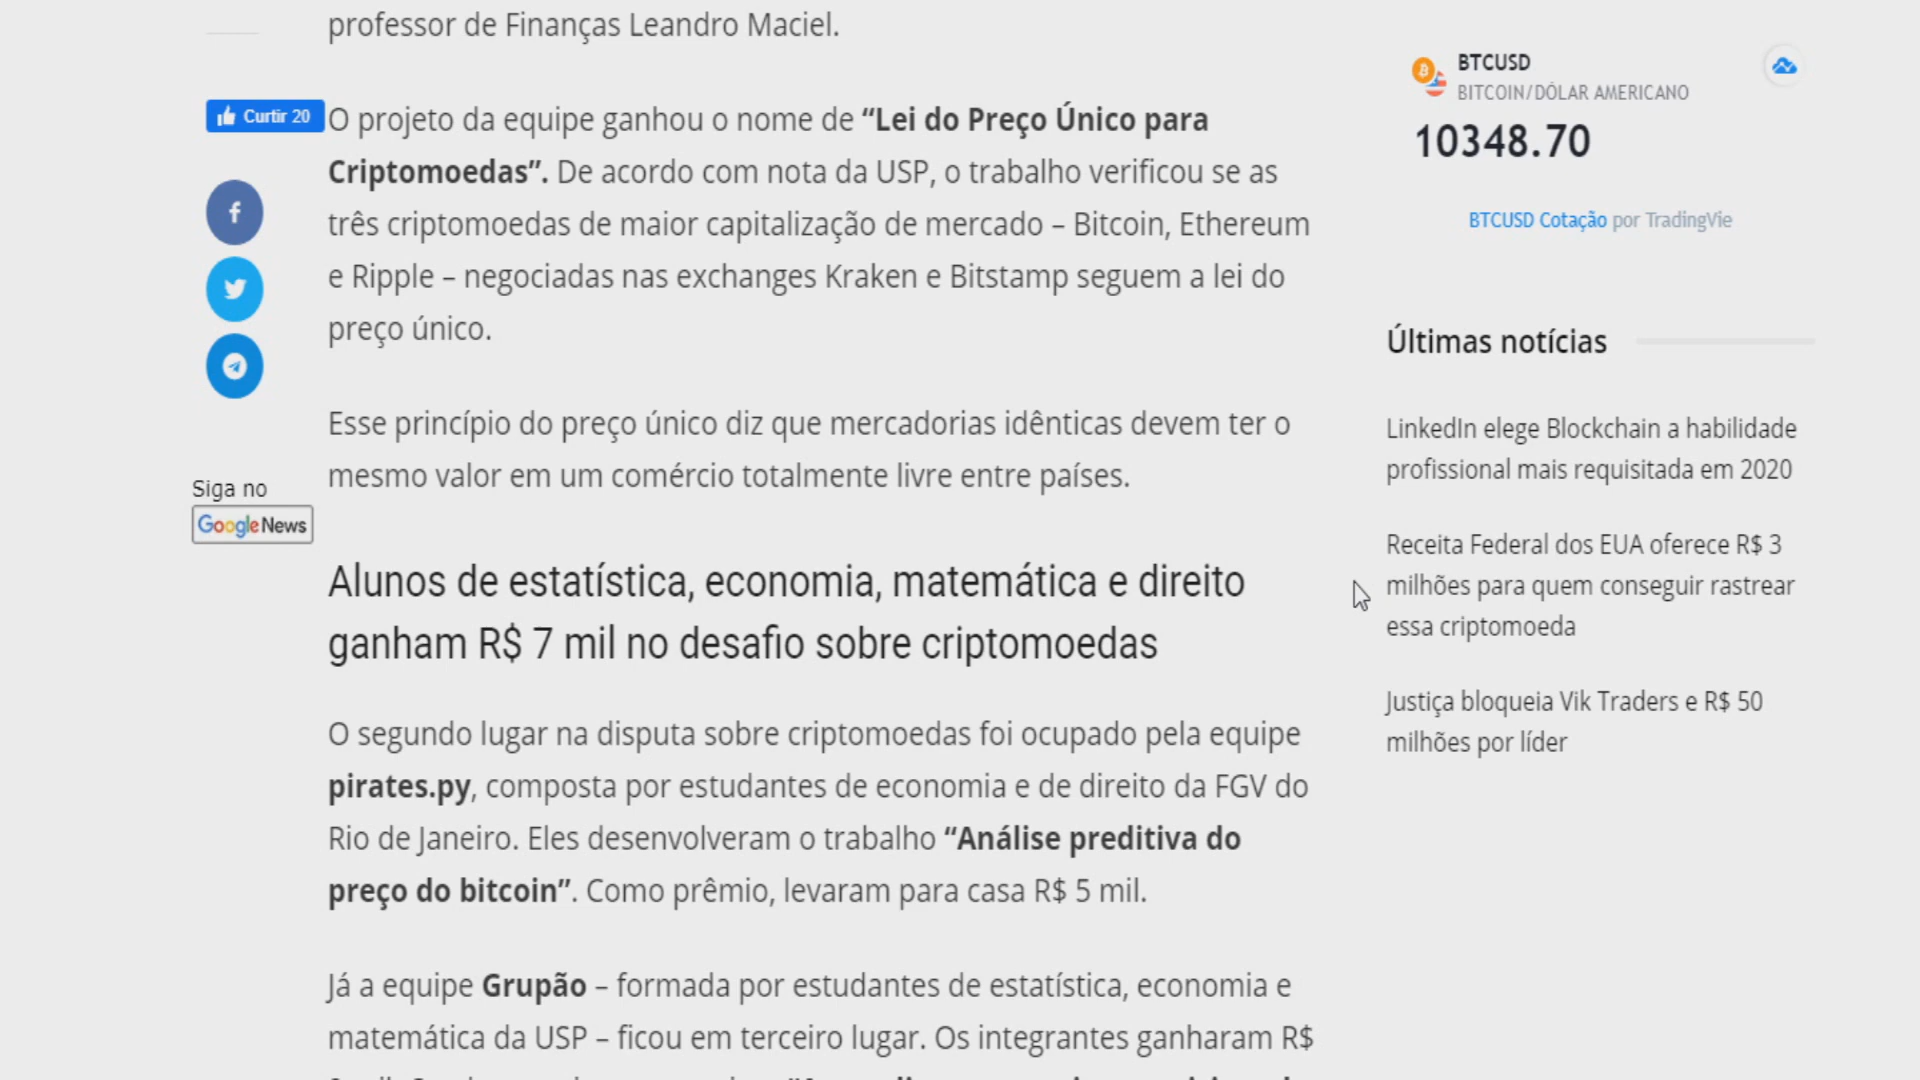 professor de Finanças Leandro Maciel.
Curtir 20
O projeto da equipe ganhou o nome de “Lei do Preço Único para
Criptomoedas”. De acordo com nota da USP, o trabalho verificou se as
três criptomoedas de maior capitalização de mercado – Bitcoin, Ethereum
e Ripple – negociadas nas exchanges Kraken e Bitstamp seguem a lei do
preço único.
Esse princípio do preço único diz que mercadorias idênticas devem ter o
mesmo valor em um comércio totalmente livre entre países.
Siga no
Google News
Alunos de estatística, economia, matemática e direito
ganham R$ 7 mil no desafio sobre criptomoedas
O segundo lugar na disputa sobre criptomoedas foi ocupado pela equipe
pirates.py, composta por estudantes de economia e de direito da FGV do
Rio de Janeiro. Eles desenvolveram o trabalho “Análise preditiva do
preço do bitcoin”. Como prêmio, levaram para casa R$ 5 mil.
Já a equipe Grupão – formada por estudantes de estatística, economia e
matemática da USP – ficou em terceiro lugar. Os integrantes ganharam R$
BTCUSD
BITCOIN/DÓLAR AMERICANO
10348.70
BTCUSD Cotação por TradingVie
Últimas notícias
LinkedIn elege Blockchain a habilidade
profissional mais requisitada em 2020
Receita Federal dos EUA oferece R$ 3
milhões para quem conseguir rastrear
essa criptomoeda
Justiça bloqueia Vik Traders e R$ 50
milhões por líder